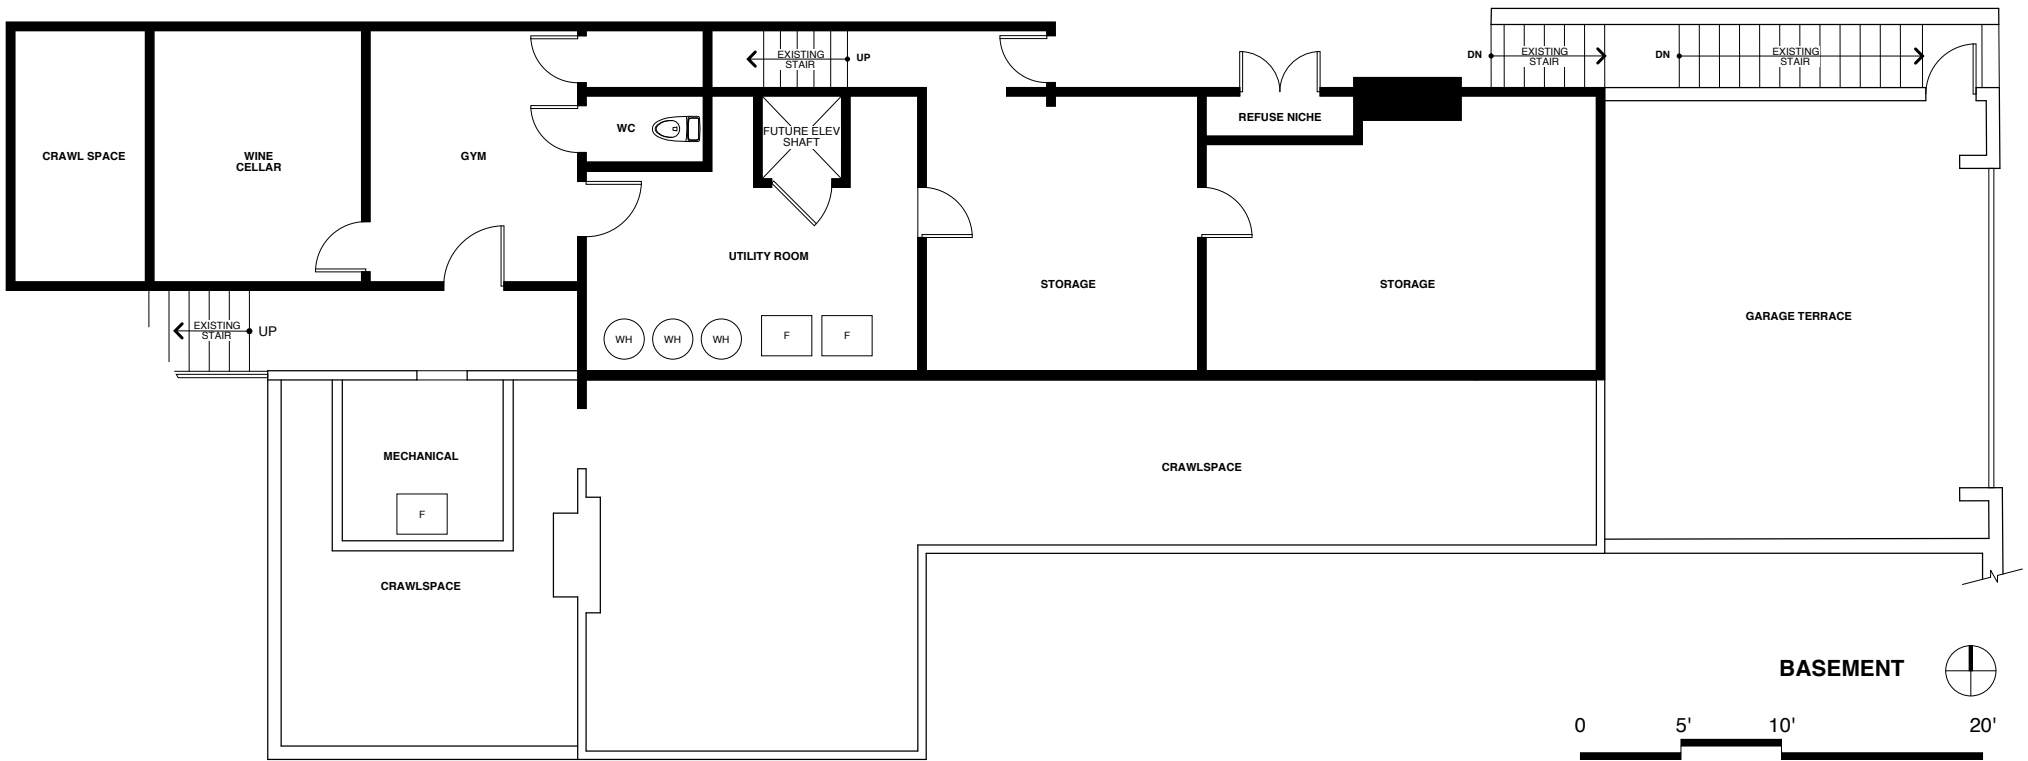 EXISTING
STAIR
UP
DN
EXISTING
STAIR
DN
EXISTING
STAIR
REFUSE NICHE
WC
FUTURE ELEV
SHAFT
CRAWL SPACE
WINE
CELLAR
GYM
UTILITY ROOM
STORAGE
STORAGE
GARAGE TERRACE
EXISTING
STAIR
UP
WH
WH
WH
F
F
MECHANICAL
F
CRAWLSPACE
CRAWLSPACE
BASEMENT
0 5' 10' 20'